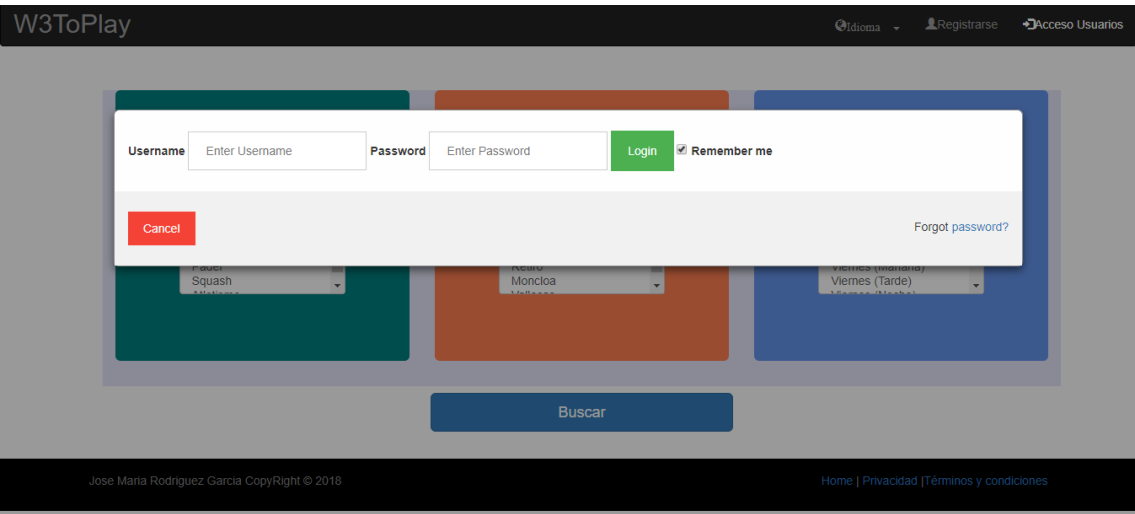 W3ToPlay Idioma Registrarse Acceso Usuarios
Username Enter Username Password Enter Password Login Remember me
Cancel Forgot password?
Squash Moncloa Viernes (Tarde)
Buscar
Jose Maria Rodriguez Garcia CopyRight © 2018 Home | Privacidad |Términos y condiciones